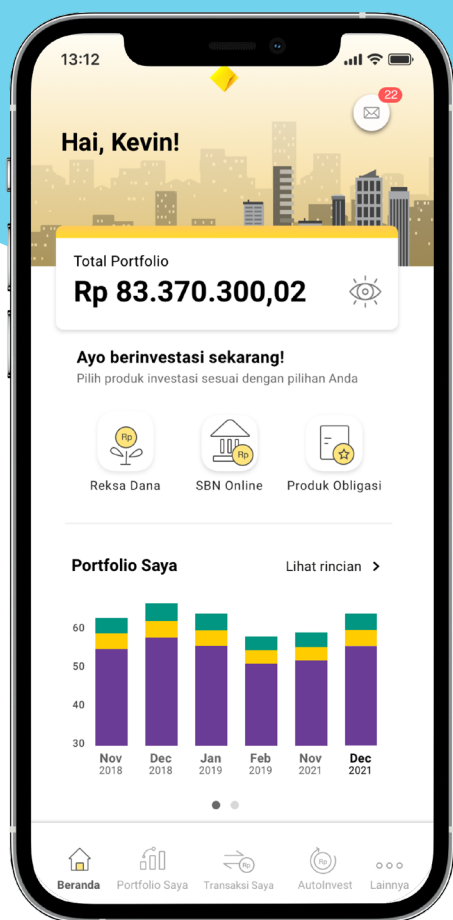 13:12
22
Hai, Kevin!
Total Portfolio
Rp 83.370.300,02
Ayo berinvestasi sekarang!
Pilih produk investasi sesuai dengan pilihan Anda
Rp
Rp
Reksa Dana
SBN Online
Produk Obligasi
Portfolio Saya
Lihat rincian
60
50
40
30
Nov
2018
Dec
2018
Jan
2019
Feb
2019
Nov
2021
Dec
2021
Rp
Rp
Beranda
Portfolio Saya
Transaksi Saya
AutoInvest
Lainnya